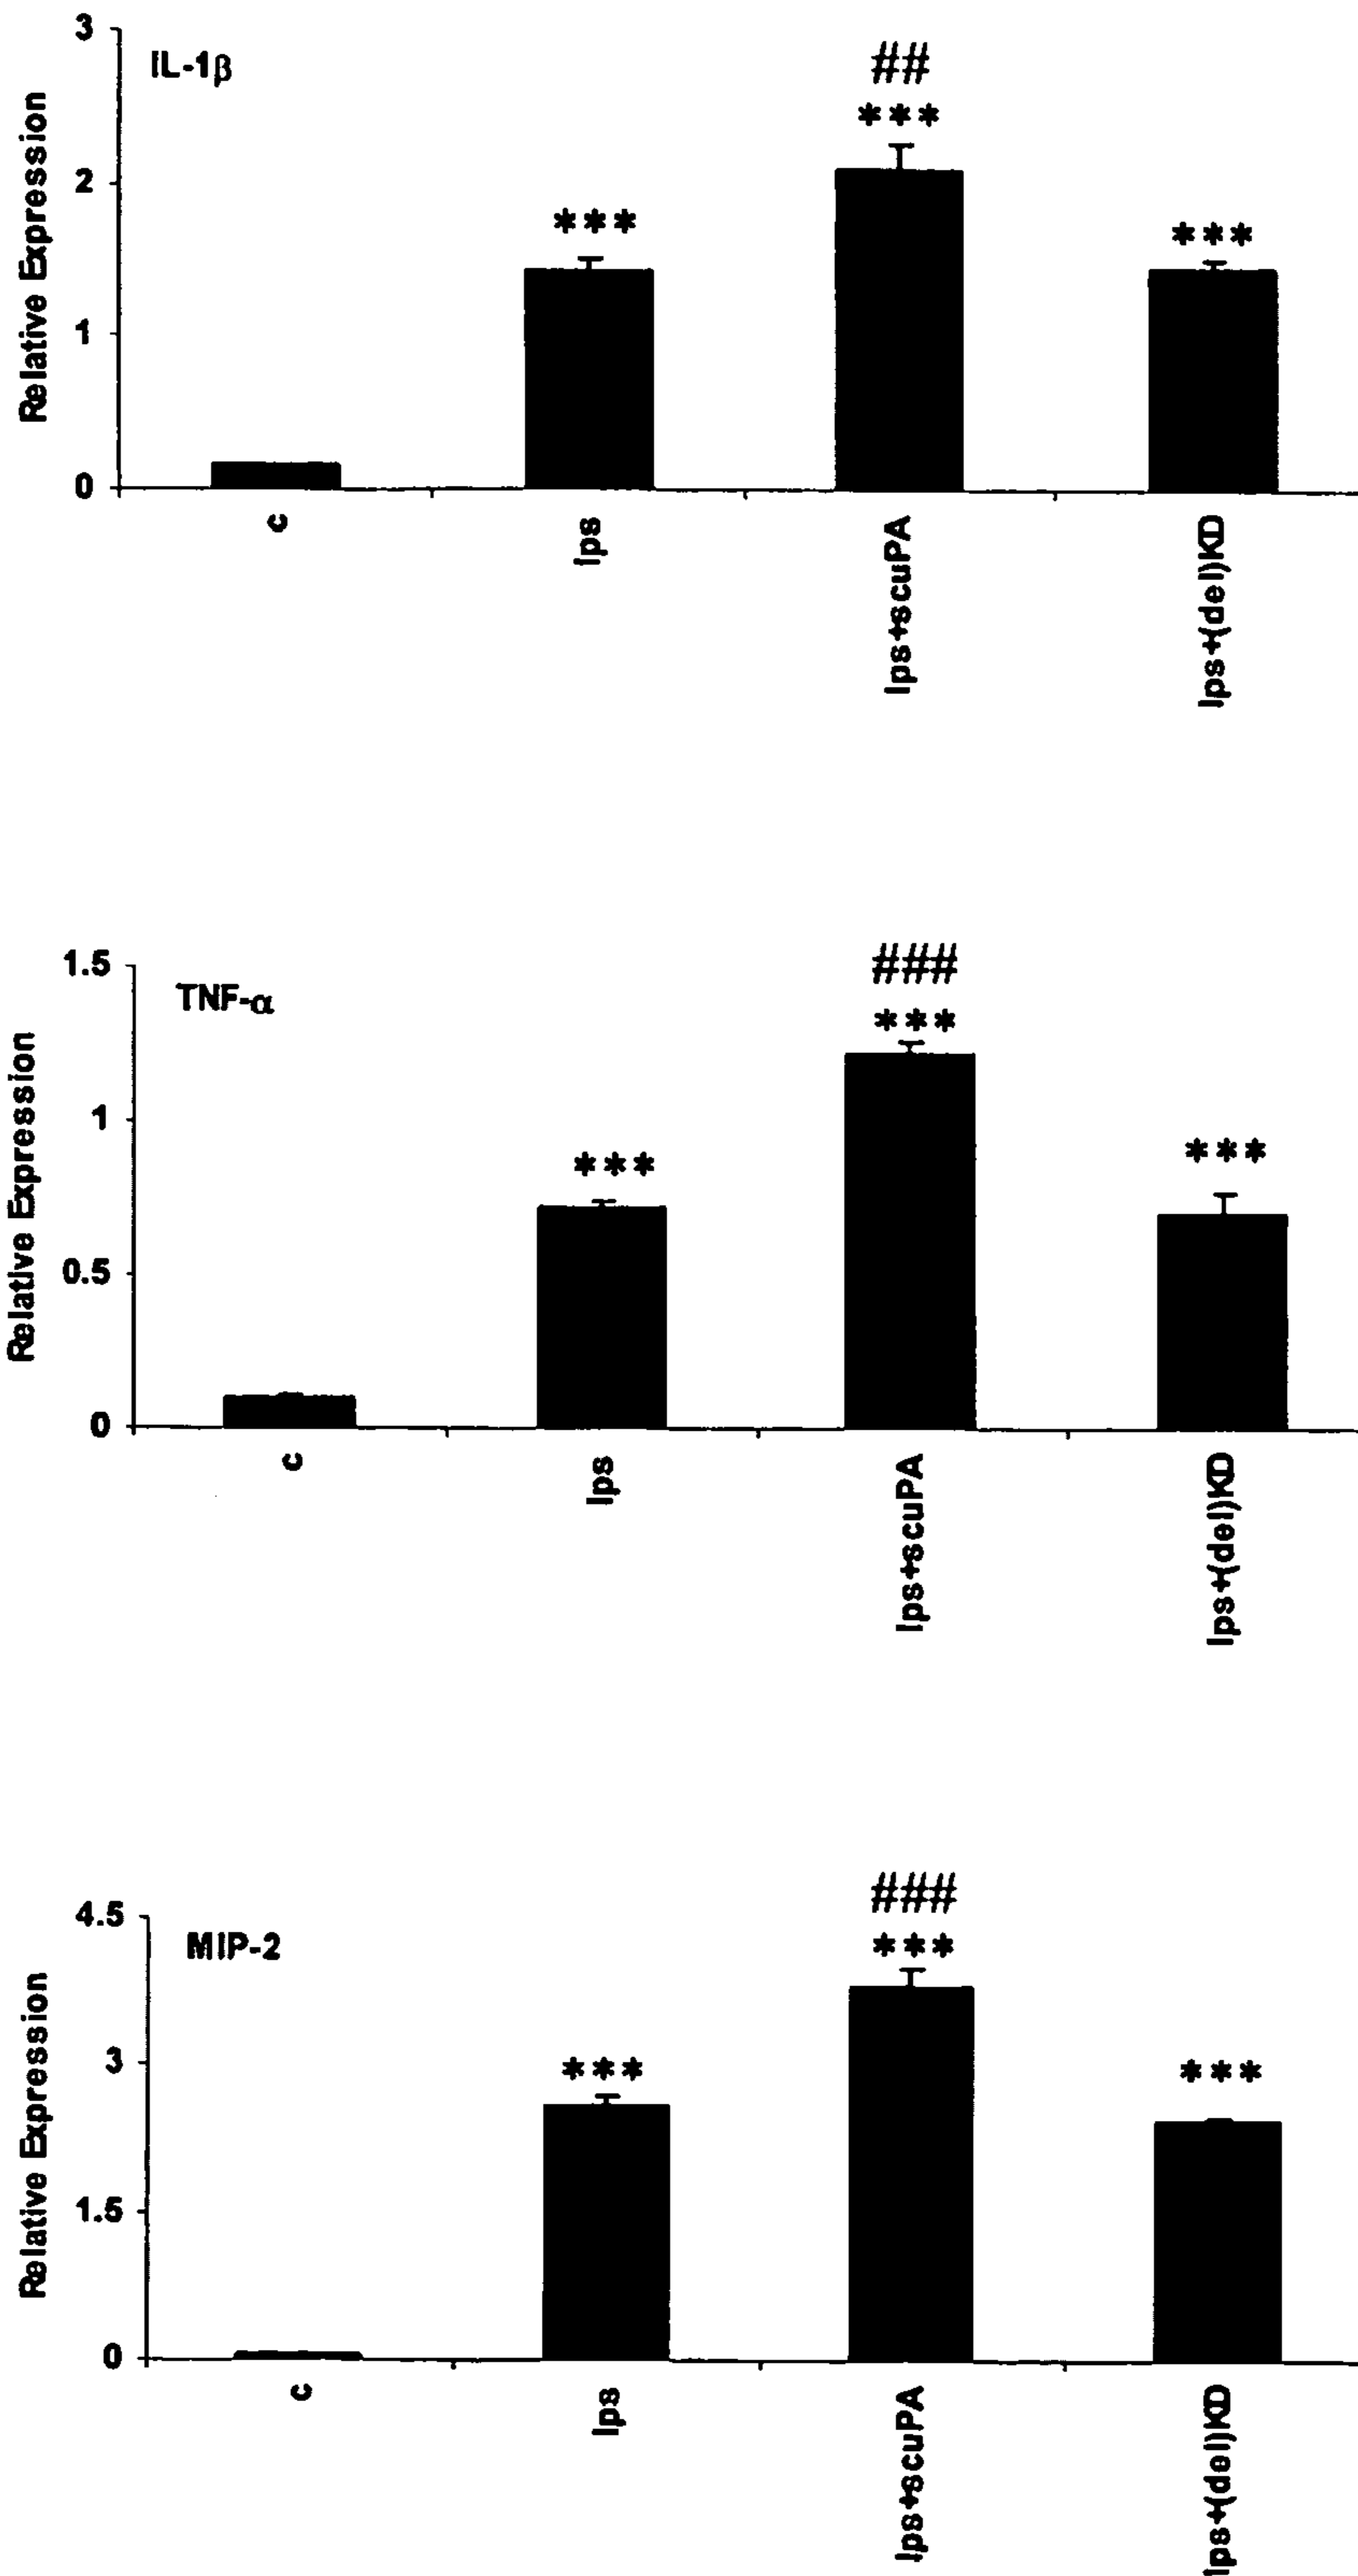 3
IL-1β
##
***
2
***
***
1
0
Relative Expression
c
lps
lps+scuPA
lps+(del)KD
1.5
TNF-α
###
***
1
***
***
0.5
0
Relative Expression
c
lps
lps+scuPA
lps+(del)KD
4.5
MIP-2
###
***
3
***
***
1.5
0
Relative Expression
c
lps
lps+scuPA
lps+(del)KD